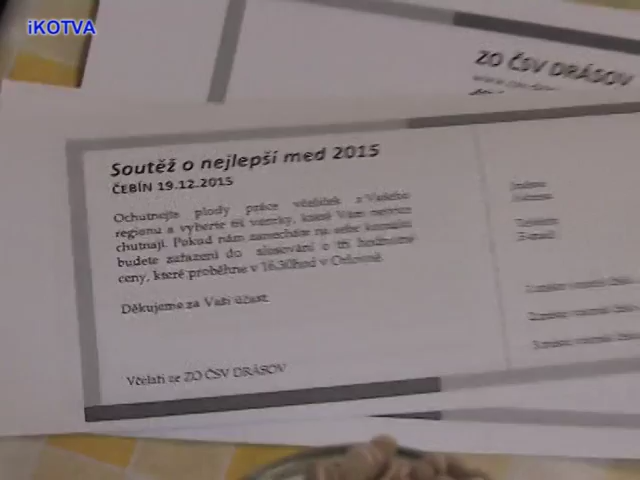 iKOTVA
ZO ČSV DRÁSOV
Soutěž o nejlepší med 2015
ČEBÍN 19.12.2015
Ochutnejte plody práce včeliček z Vašeho
regionu a vyberte tři vzorky, které Vám nejvíce
chutnají. Pokud nám zanecháte na sebe kontakt,
budete zařazeni do slosování o tři hodnotné
ceny, které proběhne v 16.30hod v Orlovně.
Děkujeme za Vaši účast.
Včelaři ze ZO ČSV DRÁSOV